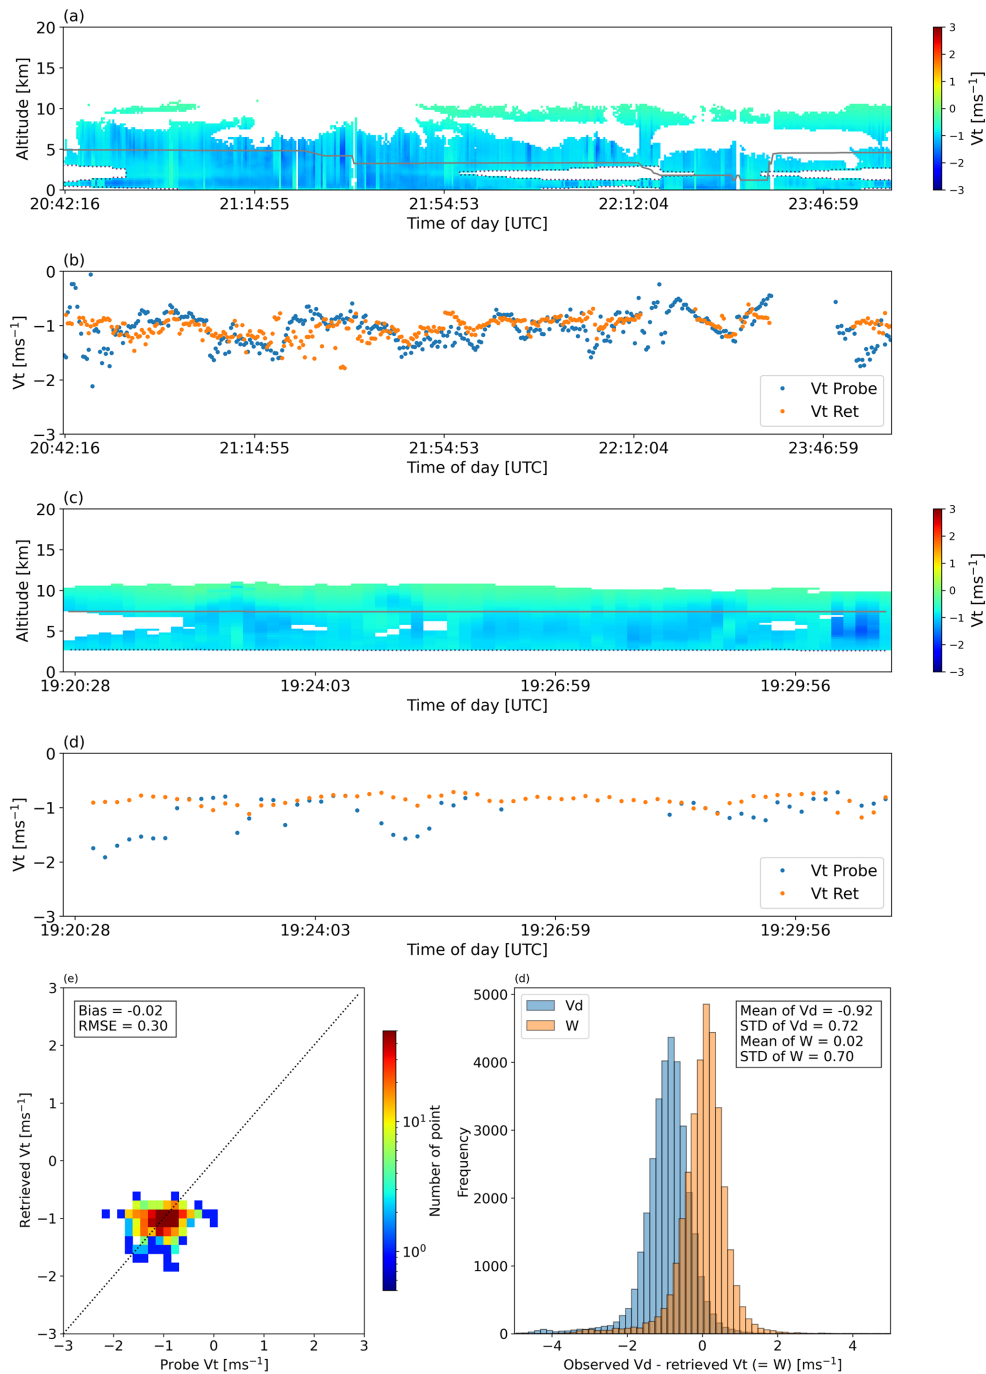 (a)
20
15
10
5
0
Altitude [km]
20:42:16 21:14:55 21:54:53 22:12:04 23:46:59
Time of day [UTC]
3
2
1
0
−1
−2
−3
Vt [ms⁻¹]
(b)
0
−1
−2
−3
Vt [ms⁻¹]
Vt Probe
Vt Ret
20:42:16 21:14:55 21:54:53 22:12:04 23:46:59
Time of day [UTC]
(c)
20
15
10
5
0
Altitude [km]
19:20:28 19:24:03 19:26:59 19:29:56
Time of day [UTC]
3
2
1
0
−1
−2
−3
Vt [ms⁻¹]
(d)
0
−1
−2
−3
Vt [ms⁻¹]
Vt Probe
Vt Ret
19:20:28 19:24:03 19:26:59 19:29:56
Time of day [UTC]
(e)
3
2
1
0
−1
−2
−3
Retrieved Vt [ms⁻¹]
Bias = -0.02
RMSE = 0.30
−3 −2 −1 0 1 2 3
Probe Vt [ms⁻¹]
10¹
10⁰
Number of point
(d)
5000
4000
3000
2000
1000
0
Frequency
Vd
W
Mean of Vd = -0.92
STD of Vd = 0.72
Mean of W = 0.02
STD of W = 0.70
−4 −2 0 2 4
Observed Vd - retrieved Vt (= W) [ms⁻¹]